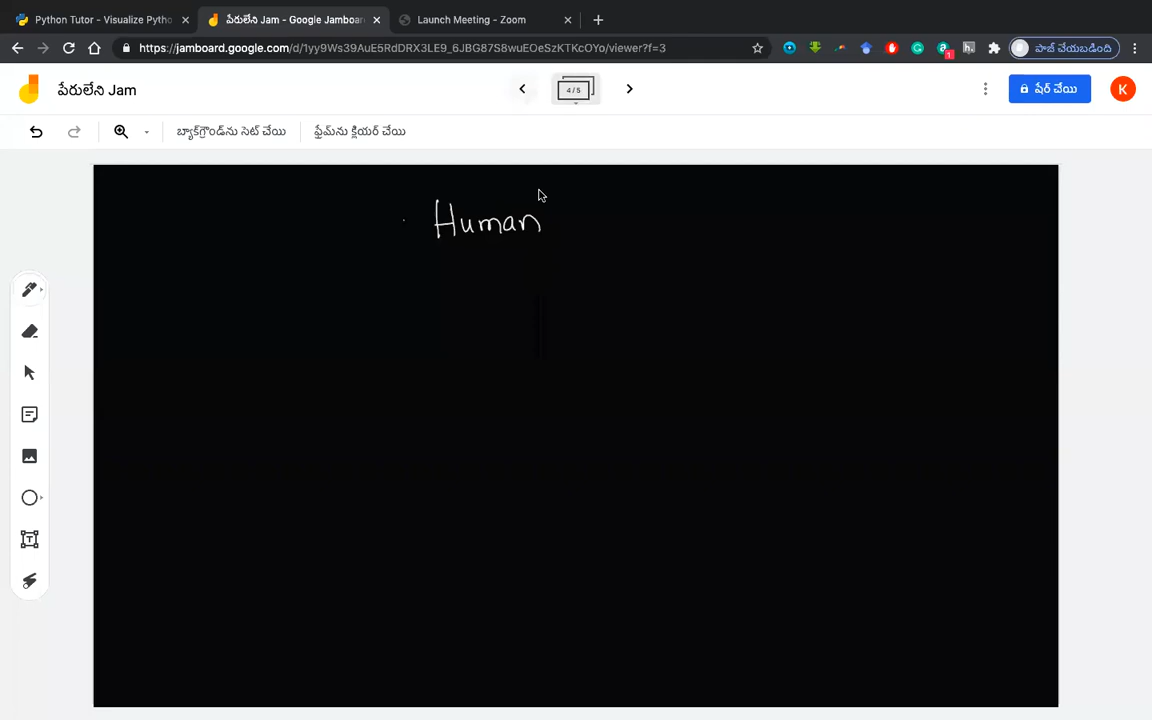 Python Tutor - Visualize Pytho
పేరులేని Jam - Google Jamboar
Launch Meeting - Zoom
https://jamboard.google.com/d/1yy9Ws39AuE5RdDRX3LE9_6JBG87S8wuEOeSzKTKcOYo/viewer?f=3
పాజ్ చేయబడింది
పేరులేని Jam
4 / 5
షేర్ చేయి
K
బ్యాక్‌గ్రౌండ్‌ను సెట్ చేయి
ఫ్రేమ్‌ను క్లియర్ చేయి
Human